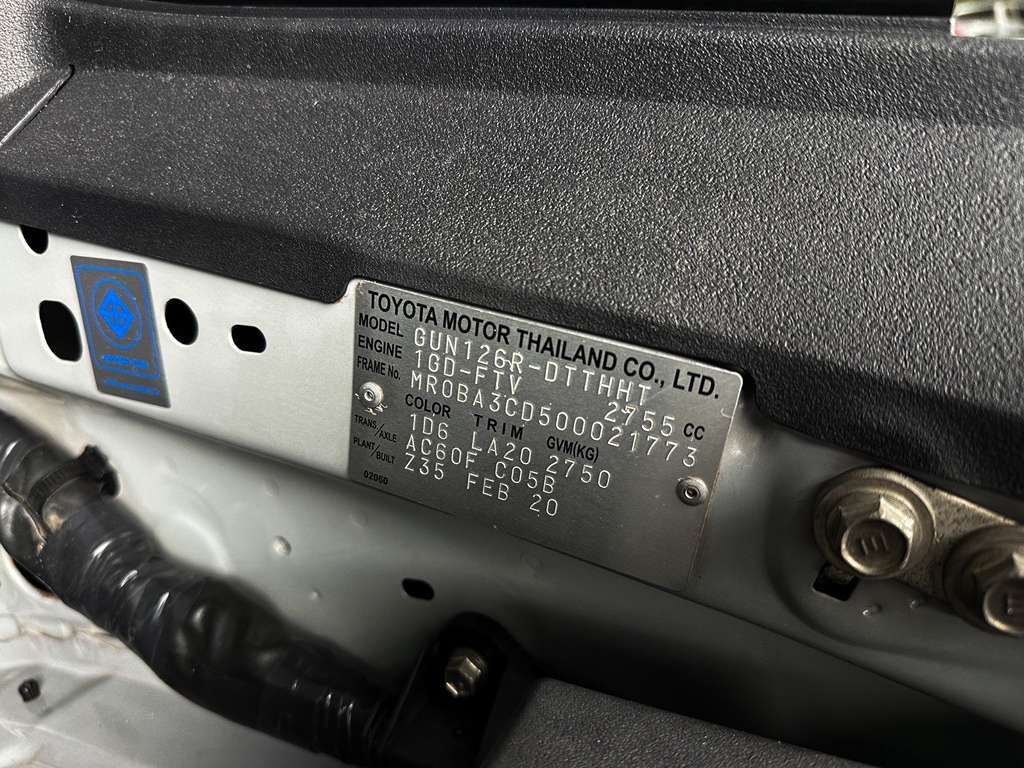 TOYOTA MOTOR THAILAND CO., LTD.
MODEL GUN126R-DTTHHT
ENGINE 1GD-FTV 2755 CC
FRAME No. MR0BA3CD500021773
COLOR TRIM GVM(KG)
1D6 LA20 2750
TRANS/AXLE AC60F C05B
PLANT/BUILT Z35 FEB 20
02060